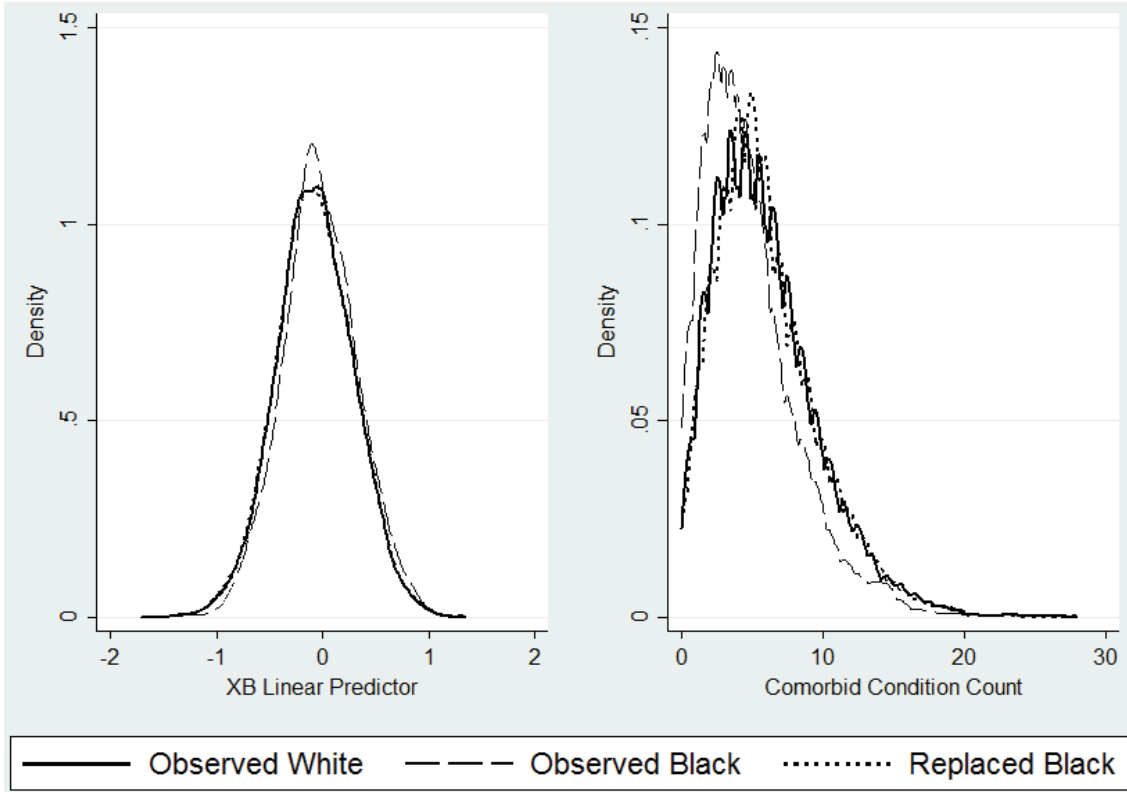 1.5
1
.5
0
Density
-2 -1 0 1 2
XB Linear Predictor
.15
.1
.05
0
Density
0 10 20 30
Comorbid Condition Count
Observed White Observed Black Replaced Black